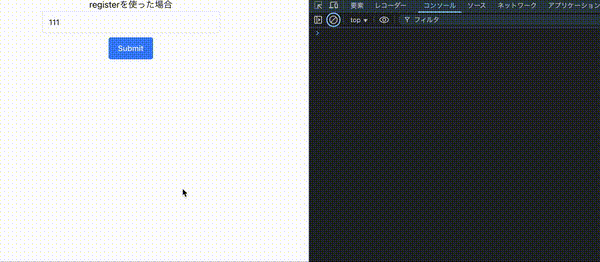 registerを使った場合
111
Submit
要素 レコーダー コンソール ソース ネットワーク アプリケーション
top フィルタ